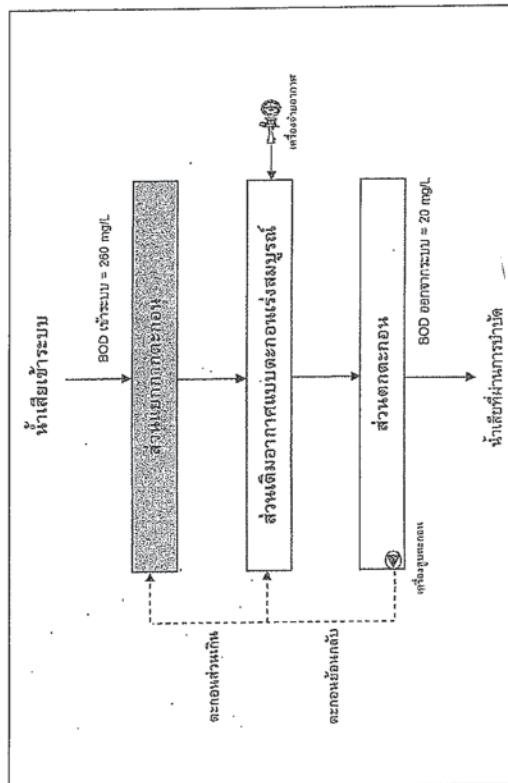 น้ำเสียเข้าระบบ
BOD เข้าระบบ = 260 mg/L
ส่วนแยกกากตะกอน
ตะกอนส่วนเกิน
ส่วนเติมอากาศแบบตะกอนเร่งสมบูรณ์
เครื่องจ่ายอากาศ
ตะกอนย้อนกลับ
ส่วนตกตะกอน
เครื่องสูบตะกอน
BOD ออกจากระบบ = 20 mg/L
น้ำเสียที่ผ่านการบำบัด